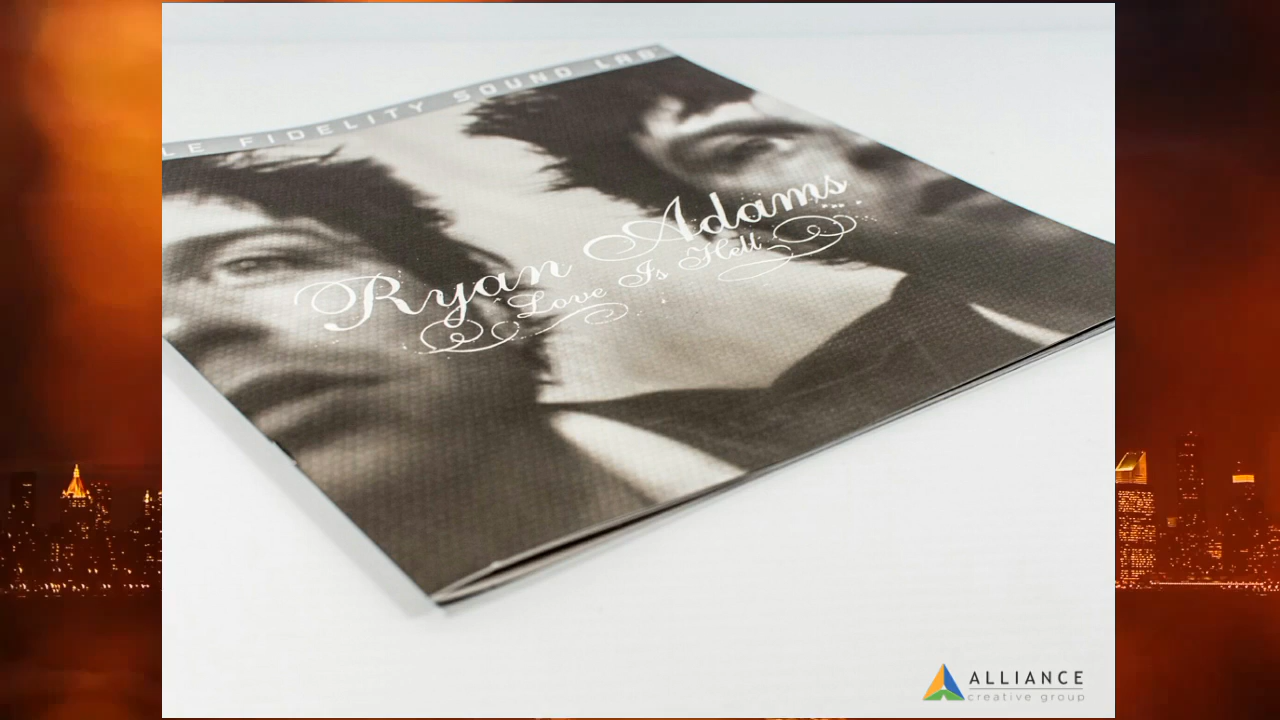 LE FIDELITY SOUND LAB
Ryan Adams
Love Is Hell
ALLIANCE
creative group